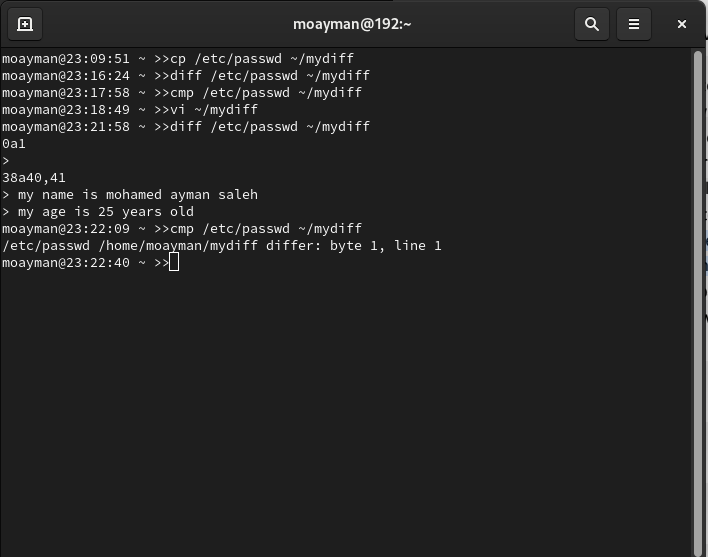 moayman@192:~
moayman@23:09:51 ~ >>cp /etc/passwd ~/mydiff
moayman@23:16:24 ~ >>diff /etc/passwd ~/mydiff
moayman@23:17:58 ~ >>cmp /etc/passwd ~/mydiff
moayman@23:18:49 ~ >>vi ~/mydiff
moayman@23:21:58 ~ >>diff /etc/passwd ~/mydiff
0a1
>
38a40,41
> my name is mohamed ayman saleh
> my age is 25 years old
moayman@23:22:09 ~ >>cmp /etc/passwd ~/mydiff
/etc/passwd /home/moayman/mydiff differ: byte 1, line 1
moayman@23:22:40 ~ >>